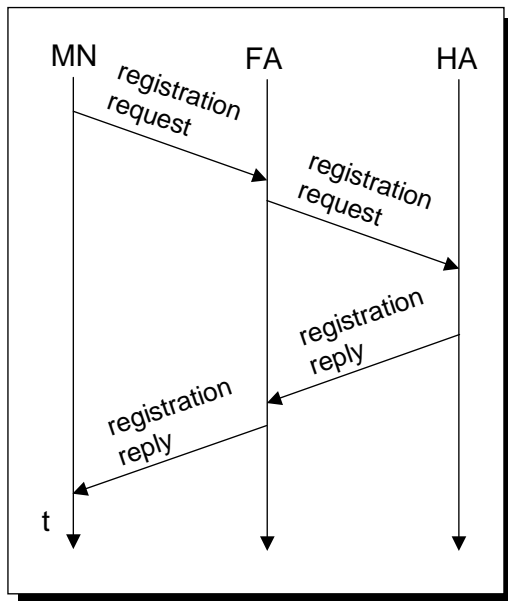 MN FA HA
registration
request
registration
request
registration
reply
registration
reply
t